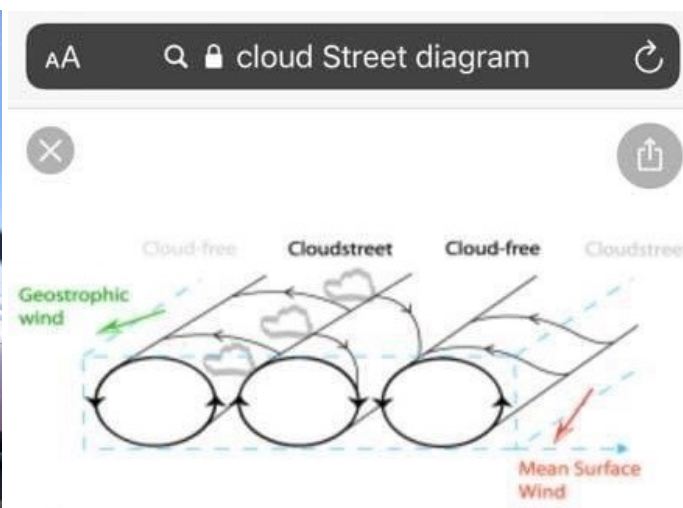 AA
cloud Street diagram
Cloud-free Cloudstreet Cloud-free Cloudstree
Geostrophic
wind
Mean Surface
Wind